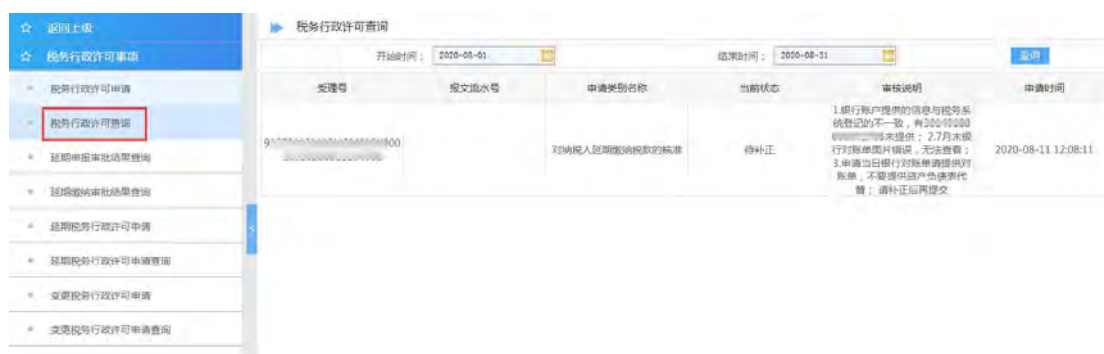 返回上级
税务行政许可事项
税务行政许可申请
税务行政许可查询
延期申报审批结果查询
延期缴纳审批结果查询
延期税务行政许可申请
延期税务行政许可申请查询
变更税务行政许可申请
变更税务行政许可申请查询
<
税务行政许可查询
开始时间： 2020-08-01 结束时间： 2020-08-31 查询
受理号 报文流水号 申请类别名称 当前状态 审核说明 申请时间
对纳税人延期缴纳税款的核准 待补正
1.银行账户提供的信息与税务系
统登记的不一致，有
未提供； 2.7月末银
行对账单图片错误，无法查看；
3.申请当日银行对账单请提供对
账单，不要提供资产负债表代
替； 请补正后再提交
2020-08-11 12:08:11